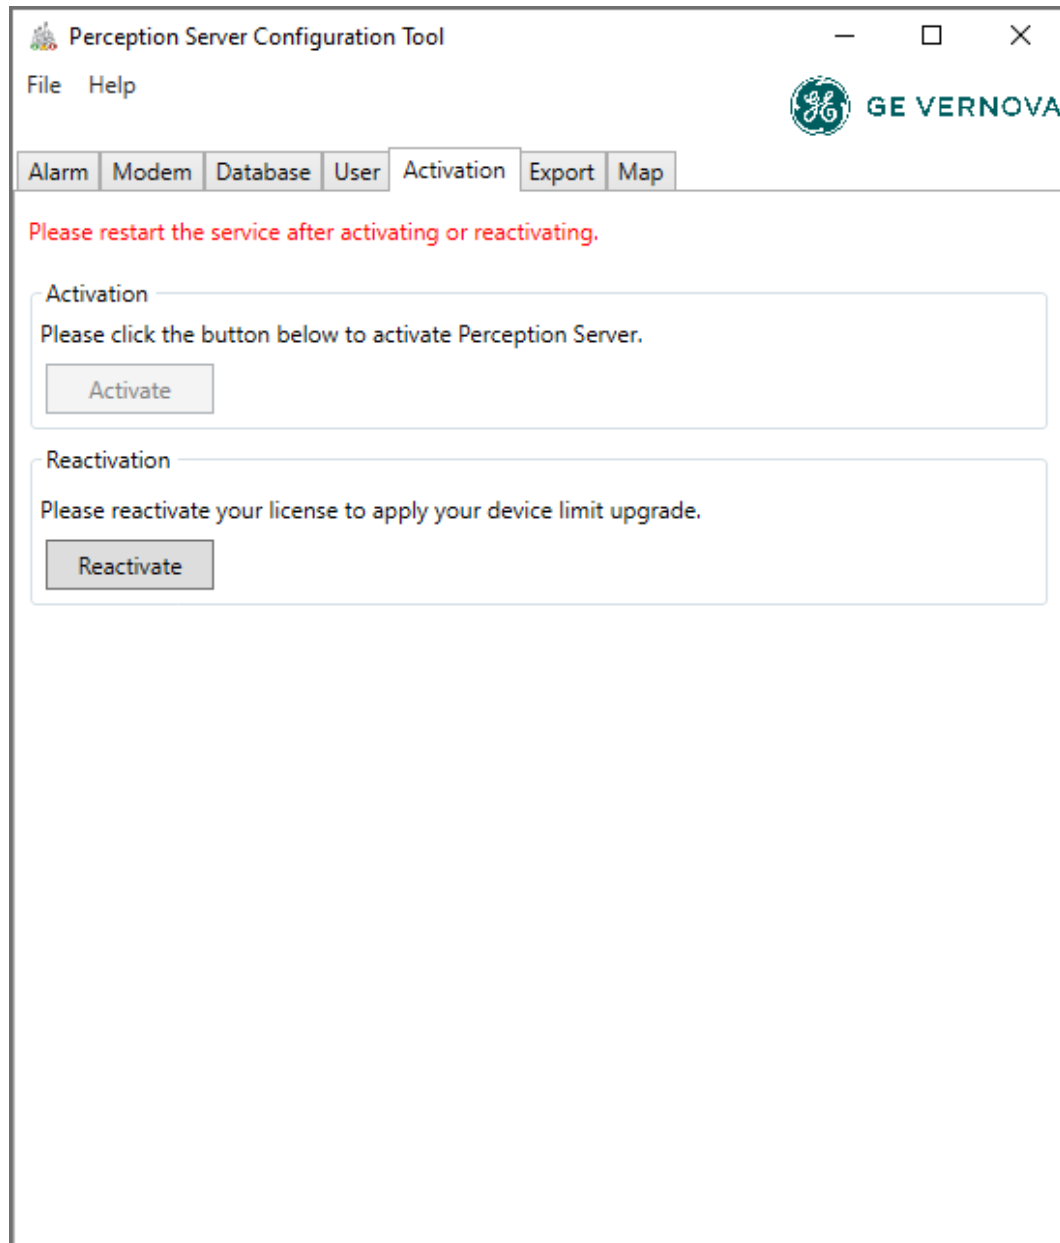 Perception Server Configuration Tool
File Help
GE VERNOVA
Alarm Modem Database User Activation Export Map
Please restart the service after activating or reactivating.
Activation
Please click the button below to activate Perception Server.
Activate
Reactivation
Please reactivate your license to apply your device limit upgrade.
Reactivate